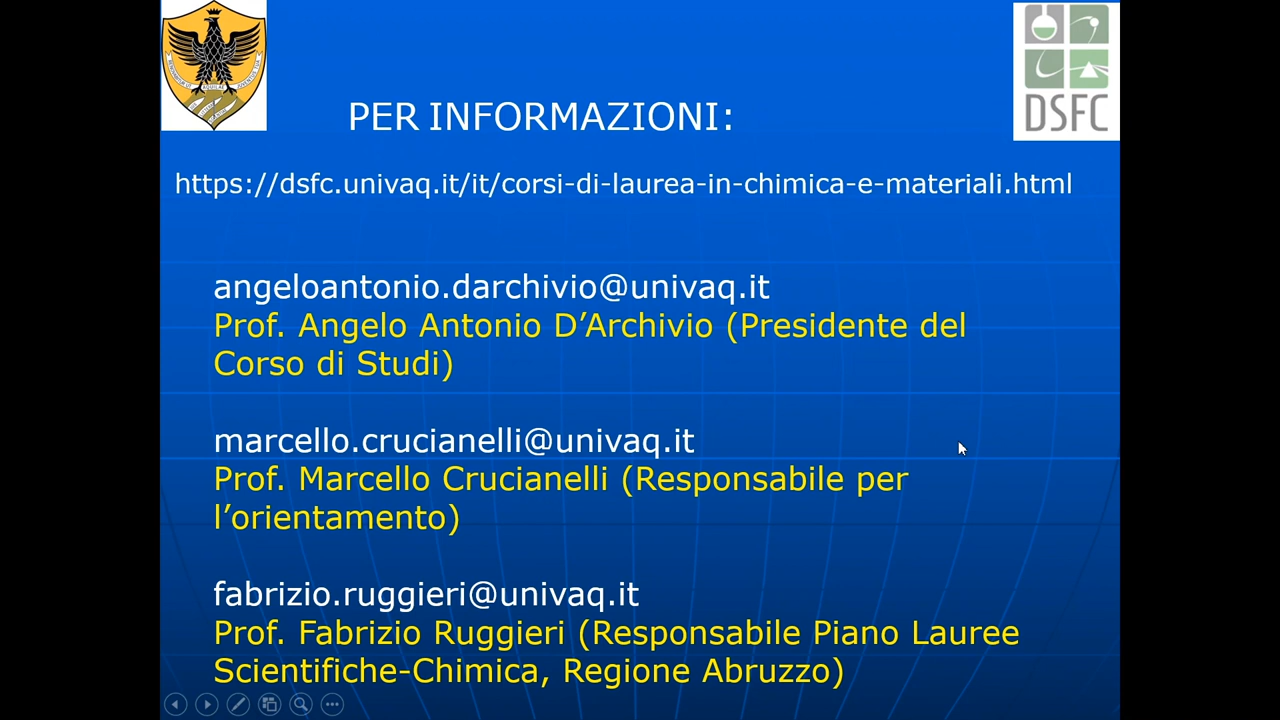 PER INFORMAZIONI:
DSFC
https://dsfc.univaq.it/it/corsi-di-laurea-in-chimica-e-materiali.html
angeloantonio.darchivio@univaq.it
Prof. Angelo Antonio D’Archivio (Presidente del
Corso di Studi)
marcello.crucianelli@univaq.it
Prof. Marcello Crucianelli (Responsabile per
l’orientamento)
fabrizio.ruggieri@univaq.it
Prof. Fabrizio Ruggieri (Responsabile Piano Lauree
Scientifiche-Chimica, Regione Abruzzo)